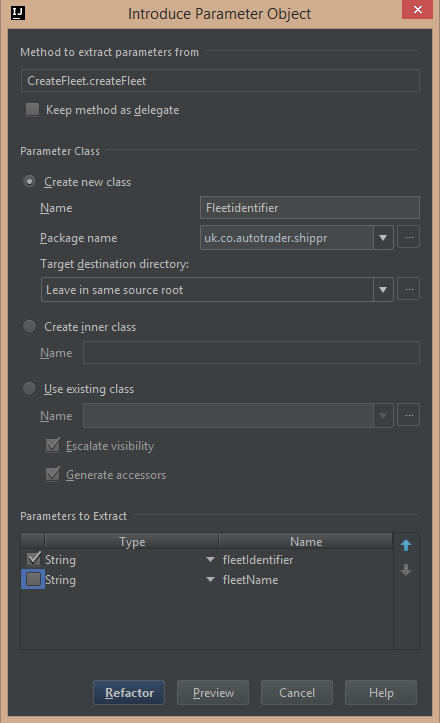 IJ
Introduce Parameter Object
Method to extract parameters from
CreateFleet.createFleet
Keep method as delegate
Parameter Class
Create new class
Name
Fleetidentifier
Package name
uk.co.autotrader.shippr
...
Target destination directory:
Leave in same source root
...
Create inner class
Name
Use existing class
Name
...
Escalate visibility
Generate accessors
Parameters to Extract
Type Name
String fleetIdentifier
String fleetName
Refactor Preview Cancel Help